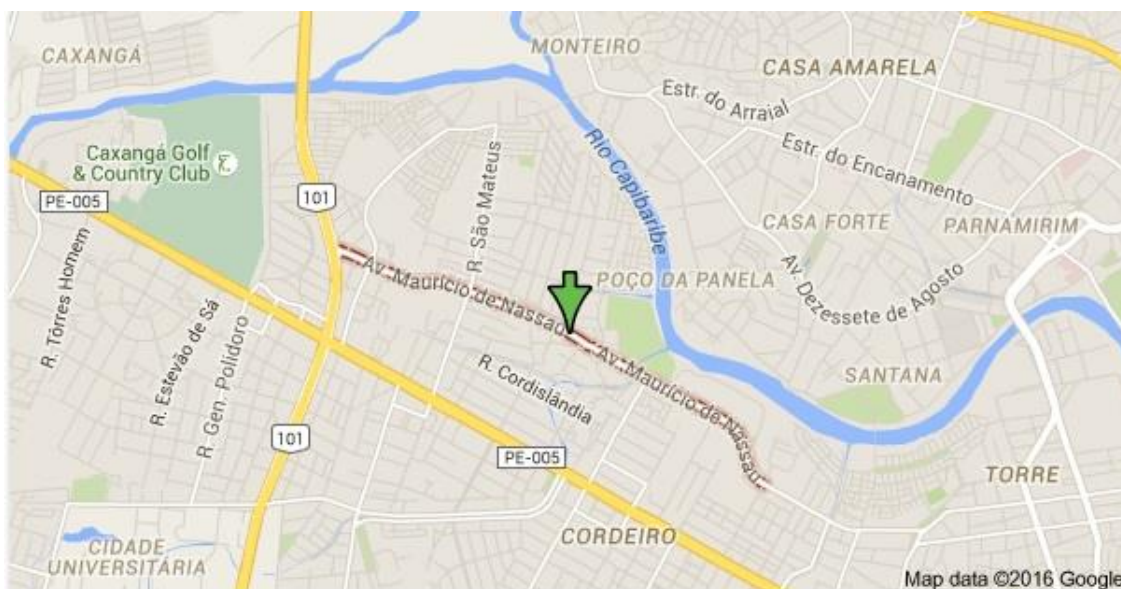 CAXANGÁ
MONTEIRO
CASA AMARELA
Estr. do Arraial
Rio Capibaribe
Estr. do Encanamento
Caxangá Golf
& Country Club
PE-005
101
R. São Mateus
CASA FORTE
PARNAMIRIM
R. Tôrres Homem
Av. Maurício de Nassau
POÇO DA PANELA
Av. Dezessete de Agosto
R. Estevão de Sá
R. Gen. Polidoro
R. Cordislândia
Av. Maurício de Nassau
SANTANA
101
PE-005
TORRE
CORDEIRO
CIDADE
UNIVERSITÁRIA
Map data ©2016 Google